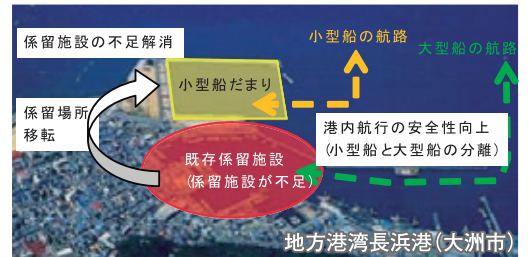 係留施設の不足解消
小型船の航路
大型船の航路
小型船だまり
係留場所
移転
港内航行の安全性向上
(小型船と大型船の分離)
既存係留施設
(係留施設が不足)
地方港湾長浜港(大洲市)